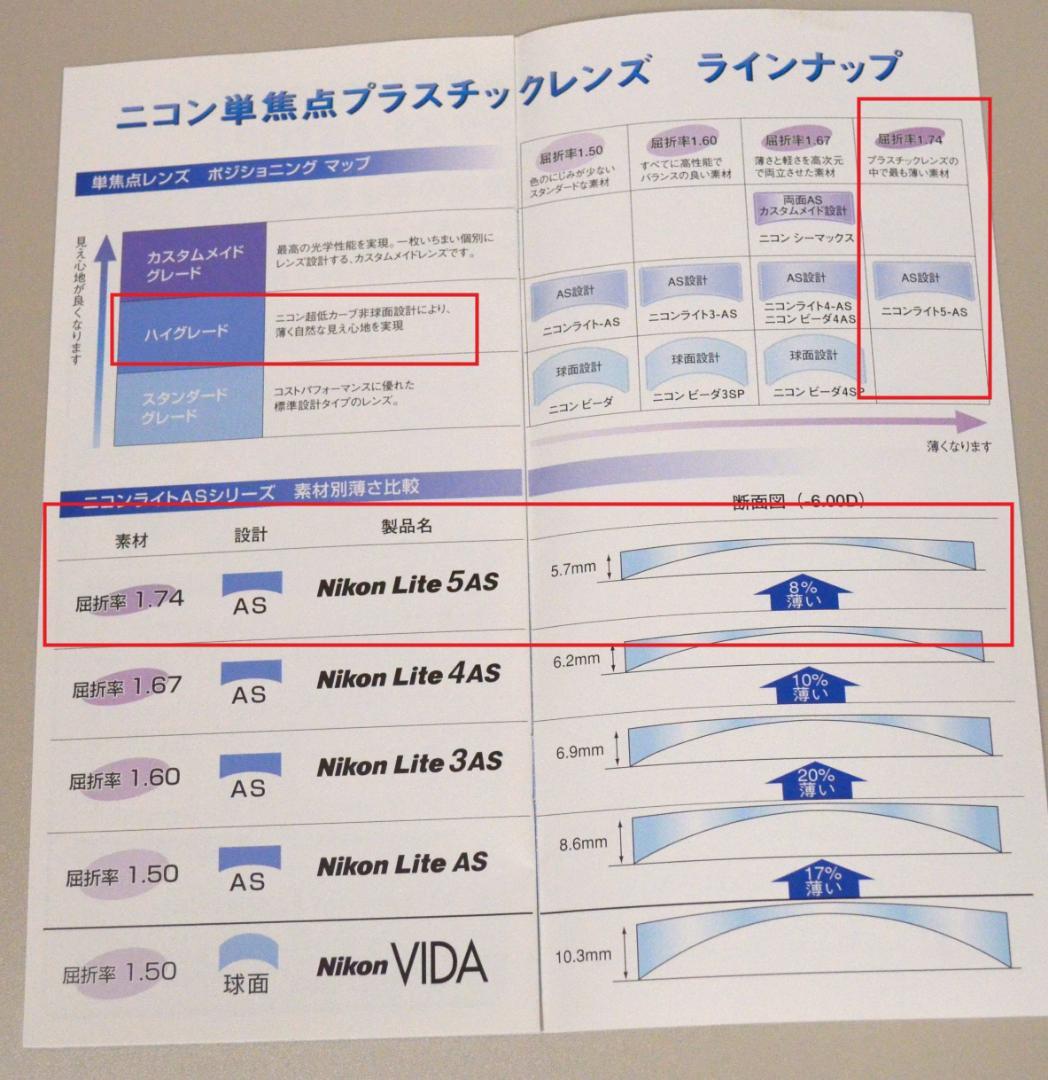 ニコン単焦点プラスチックレンズ ラインナップ
単焦点レンズ ポジショニング マップ
見え心地が良くなります
カスタムメイド
グレード
最高の光学性能を実現。一枚いちまい個別に
レンズ設計する、カスタムメイドレンズです。
ハイグレード
ニコン超低カーブ非球面設計により、
薄く自然な見え心地を実現
スタンダード
グレード
コストパフォーマンスに優れた
標準設計タイプのレンズ。
屈折率1.50
色のにじみが少ない
スタンダードな素材
屈折率1.60
すべてに高性能で
バランスの良い素材
屈折率1.67
薄さと軽さを高次元
で両立させた素材
屈折率1.74
プラスチックレンズの
中で最も薄い素材
両面AS
カスタムメイド設計
ニコン シーマックス
AS設計
ニコンライト-AS
AS設計
ニコンライト3-AS
AS設計
ニコンライト4-AS
ニコン ビーダ4AS
AS設計
ニコンライト5-AS
球面設計
ニコン ビーダ
球面設計
ニコン ビーダ3SP
球面設計
ニコン ビーダ4SP
薄くなります
ニコンライトASシリーズ 素材別薄さ比較
素材 設計 製品名 断面図（-6.00D）
屈折率 1.74 AS Nikon Lite 5AS 5.7mm
8%
薄い
屈折率 1.67 AS Nikon Lite 4AS 6.2mm
10%
薄い
屈折率 1.60 AS Nikon Lite 3AS 6.9mm
20%
薄い
屈折率 1.50 AS Nikon Lite AS 8.6mm
17%
薄い
屈折率 1.50 球面 Nikon VIDA 10.3mm